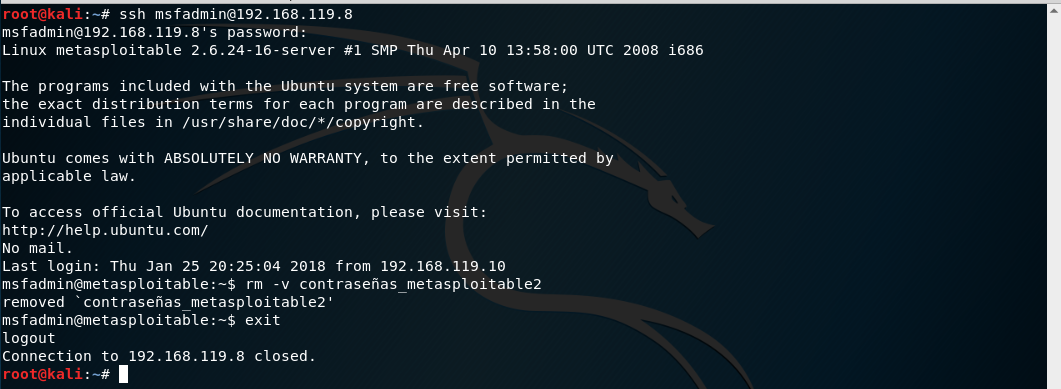 root@kali:~# ssh msfadmin@192.168.119.8
msfadmin@192.168.119.8's password:
Linux metasploitable 2.6.24-16-server #1 SMP Thu Apr 10 13:58:00 UTC 2008 i686
The programs included with the Ubuntu system are free software;
the exact distribution terms for each program are described in the
individual files in /usr/share/doc/*/copyright.
Ubuntu comes with ABSOLUTELY NO WARRANTY, to the extent permitted by
applicable law.
To access official Ubuntu documentation, please visit:
http://help.ubuntu.com/
No mail.
Last login: Thu Jan 25 20:25:04 2018 from 192.168.119.10
msfadmin@metasploitable:~$ rm -v contraseñas_metasploitable2
removed `contraseñas_metasploitable2'
msfadmin@metasploitable:~$ exit
logout
Connection to 192.168.119.8 closed.
root@kali:~#